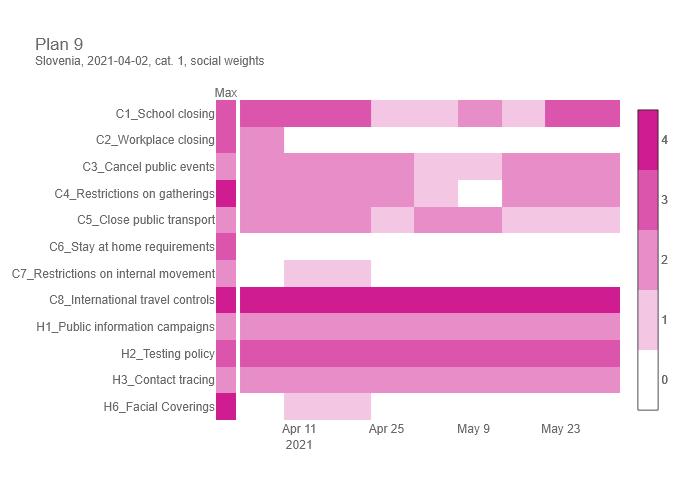 Plan 9
Slovenia, 2021-04-02, cat. 1, social weights
Max
C1_School closing
C2_Workplace closing
C3_Cancel public events
C4_Restrictions on gatherings
C5_Close public transport
C6_Stay at home requirements
C7_Restrictions on internal movement
C8_International travel controls
H1_Public information campaigns
H2_Testing policy
H3_Contact tracing
H6_Facial Coverings
4
3
2
1
0
Apr 11 Apr 25 May 9 May 23
2021